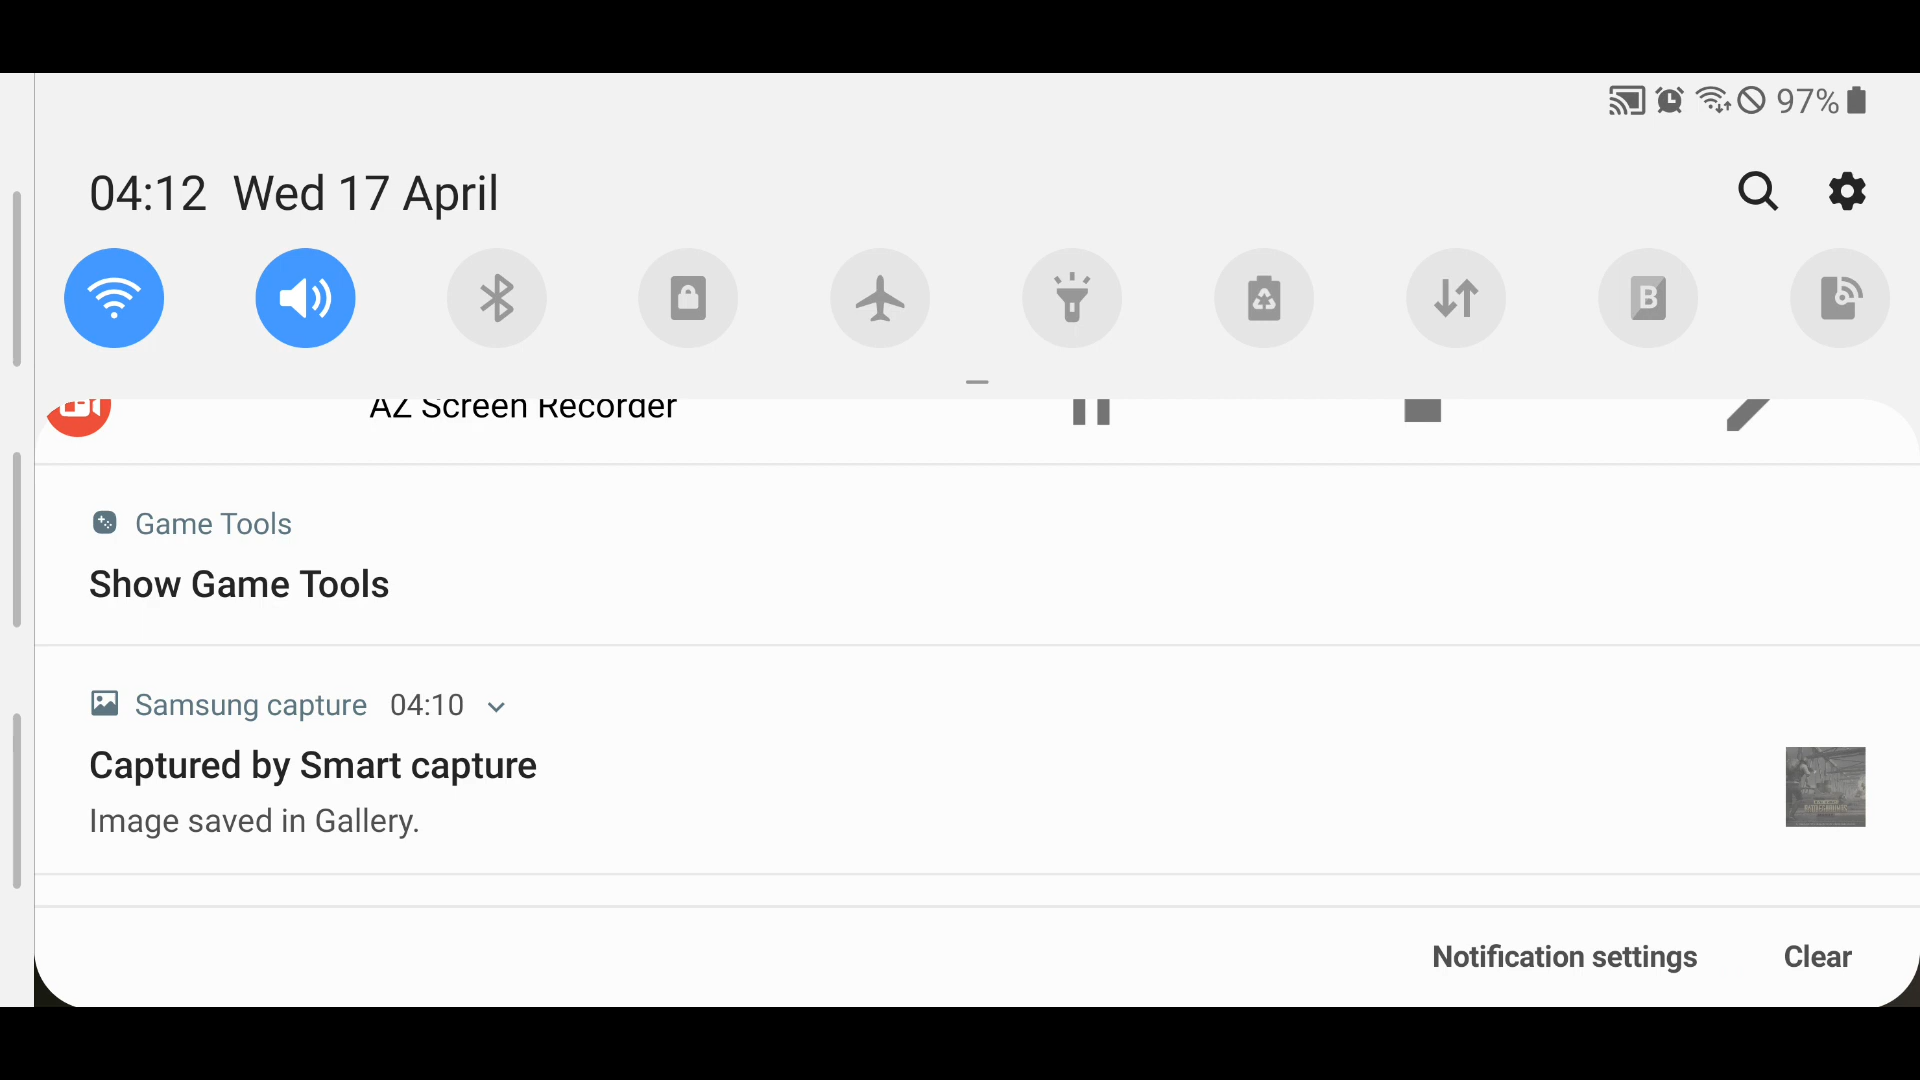 97%
04:12 Wed 17 April
B
AZ Screen Recorder
Game Tools
Show Game Tools
Samsung capture 04:10
Captured by Smart capture
Image saved in Gallery.
Notification settings Clear